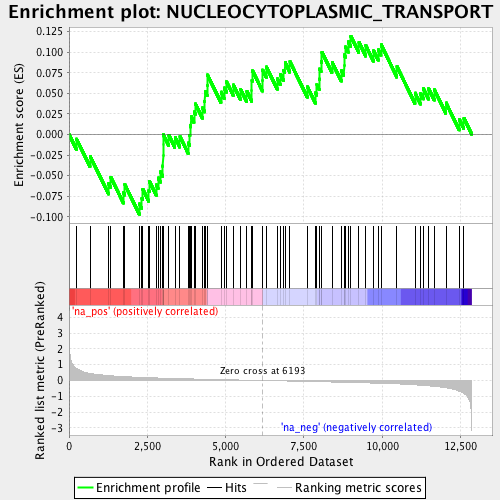 Enrichment plot: NUCLEOCYTOPLASMIC_TRANSPORT
Enrichment score (ES)
0.125
0.100
0.075
0.050
0.025
0.000
-0.025
-0.050
-0.075
-0.100
Ranked list metric (PreRanked)
'na_pos' (positively correlated)
4
3
2
1
0
-1
-2
-3
Zero cross at 6193
'na_neg' (negatively correlated)
0
2,500
5,000
7,500
10,000
12,500
Rank in Ordered Dataset
Enrichment profile
Hits
Ranking metric scores